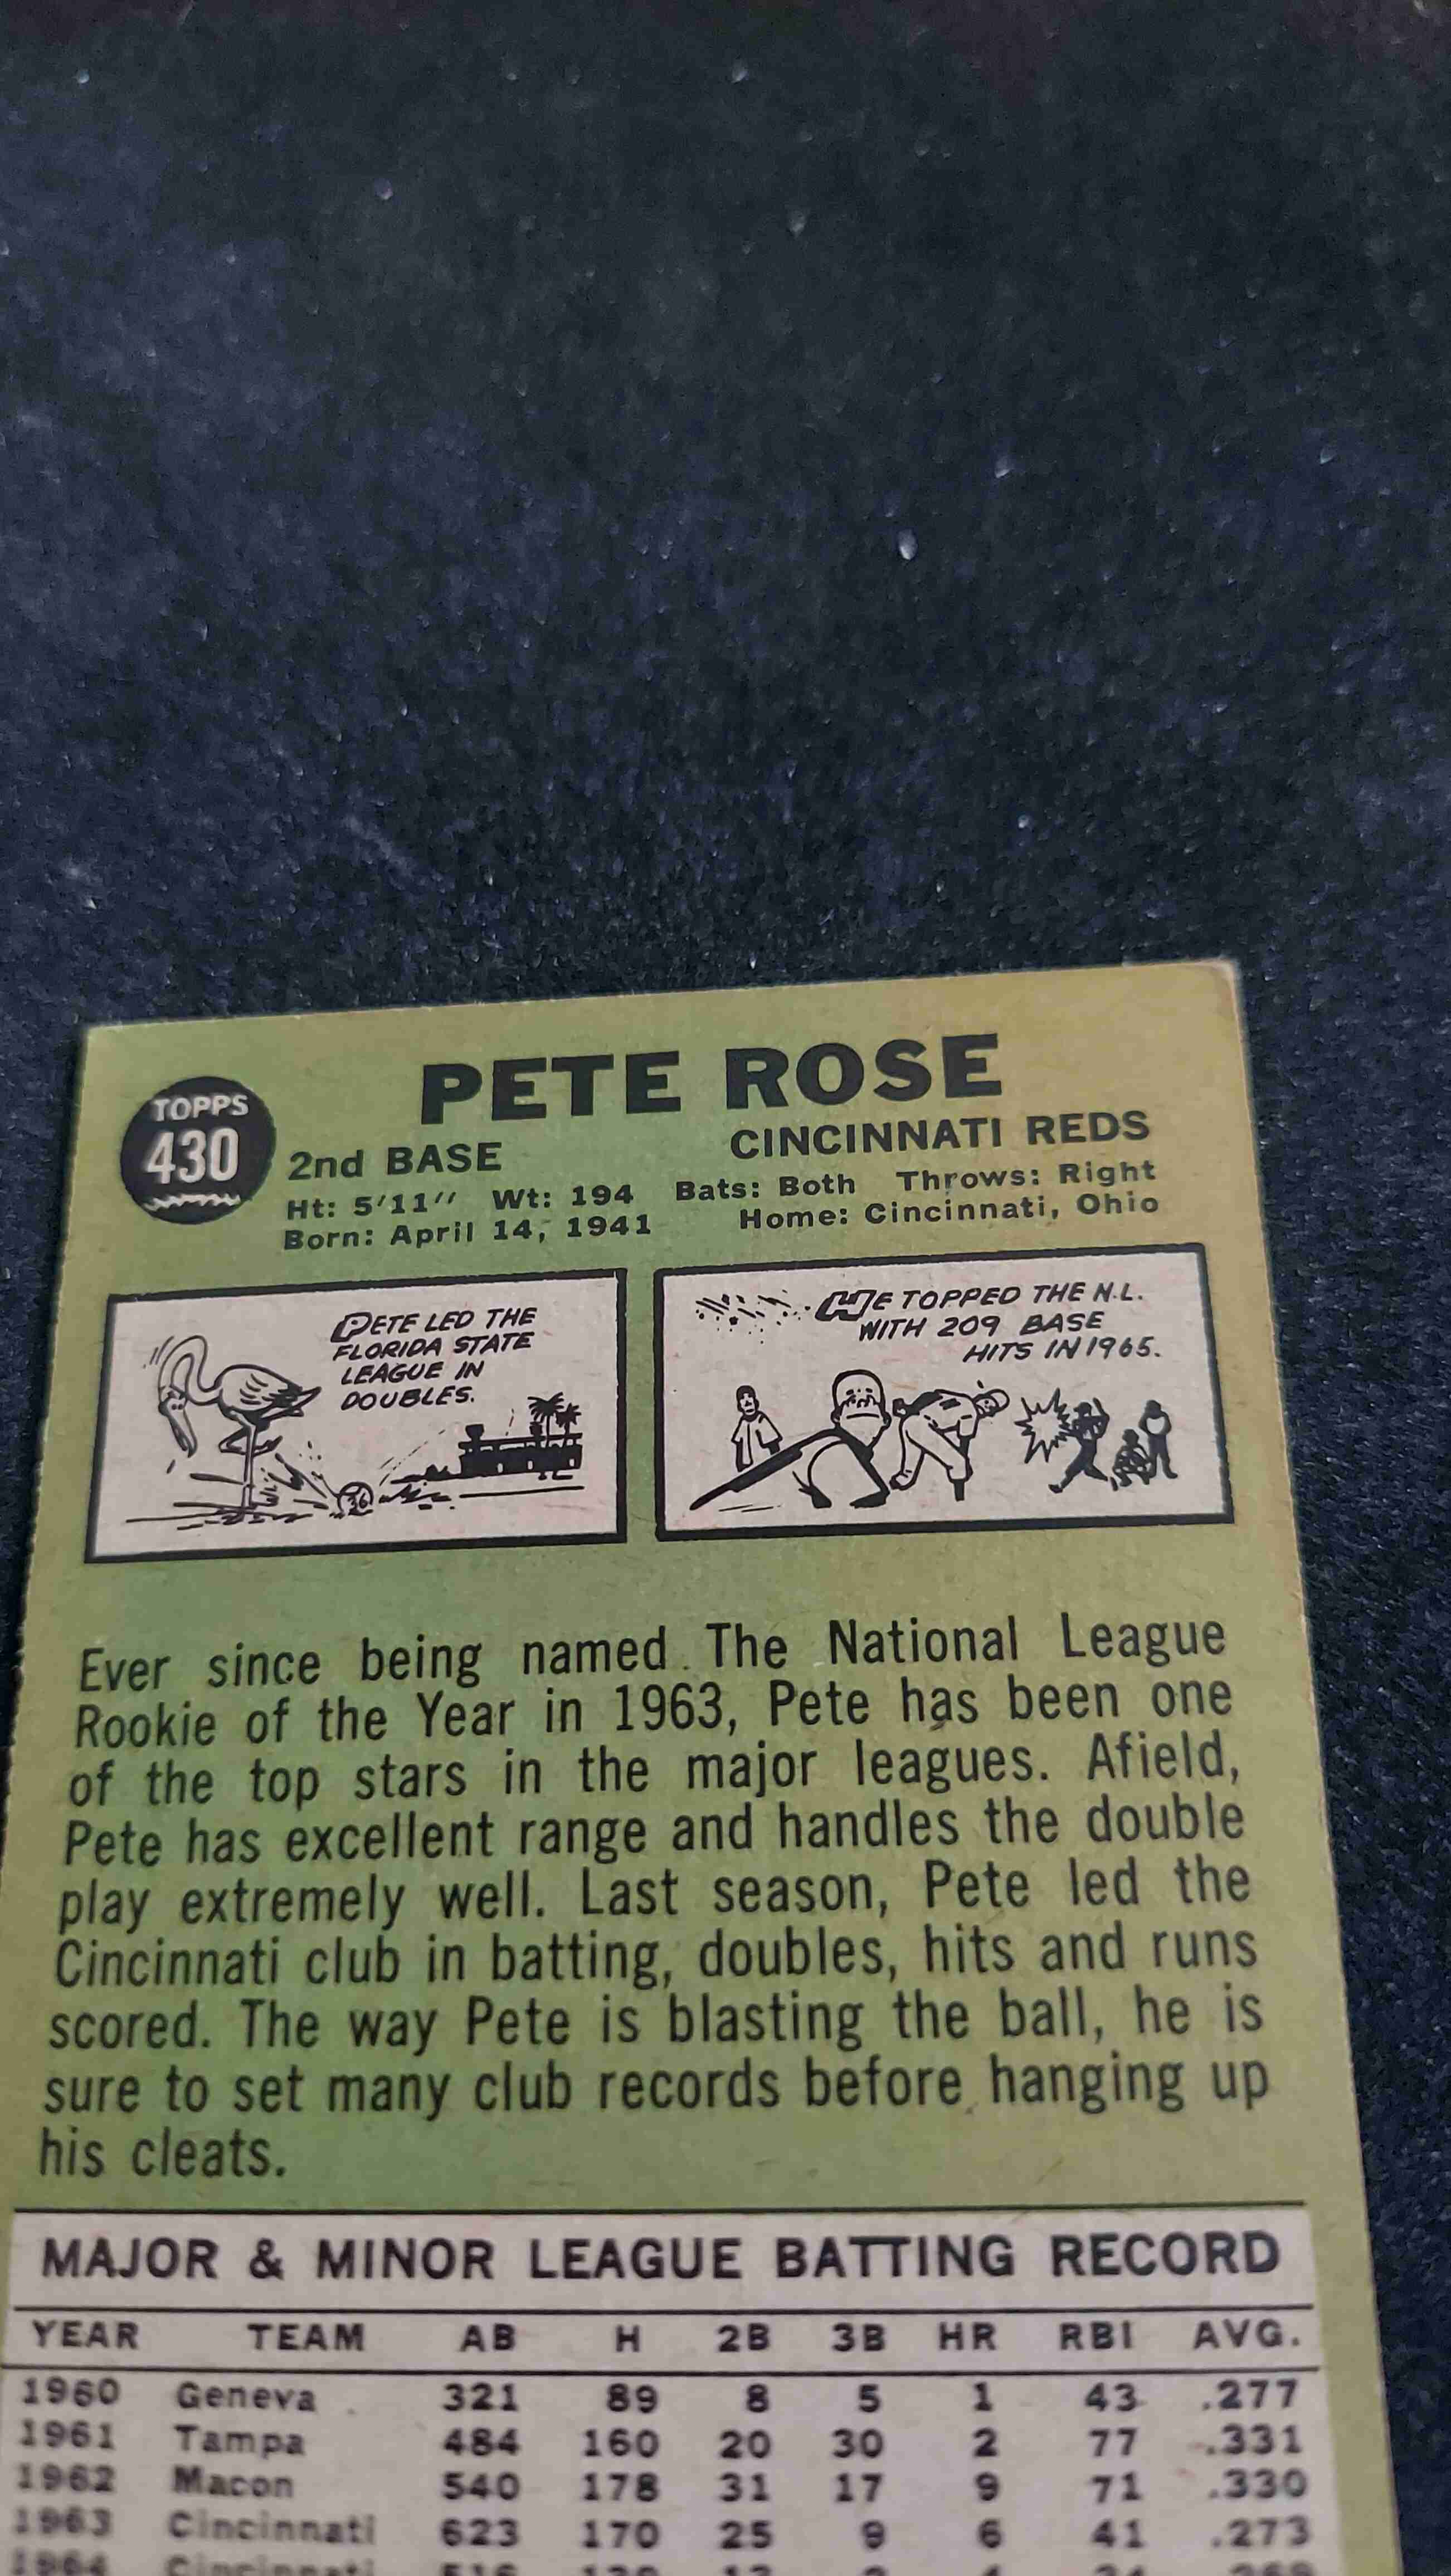 PETE ROSE
TOPPS
430
2nd BASE CINCINNATI REDS
Ht: 5'11" Wt: 194 Bats: Both Throws: Right
Born: April 14, 1941 Home: Cincinnati, Ohio
PETE LED THE
FLORIDA STATE
LEAGUE IN
DOUBLES.
36
HE TOPPED THE N.L.
WITH 209 BASE
HITS IN 1965.
Ever since being named The National League
Rookie of the Year in 1963, Pete has been one
of the top stars in the major leagues. Afield,
Pete has excellent range and handles the double
play extremely well. Last season, Pete led the
Cincinnati club in batting, doubles, hits and runs
scored. The way Pete is blasting the ball, he is
sure to set many club records before hanging up
his cleats.
MAJOR & MINOR LEAGUE BATTING RECORD
YEAR TEAM AB H 2B 3B HR RBI AVG.
1960 Geneva 321 89 8 5 1 43 .277
1961 Tampa 484 160 20 30 2 77 .331
1962 Macon 540 178 31 17 9 71 .330
1963 Cincinnati 623 170 25 9 6 41 .273
1964 Cincinnati 516